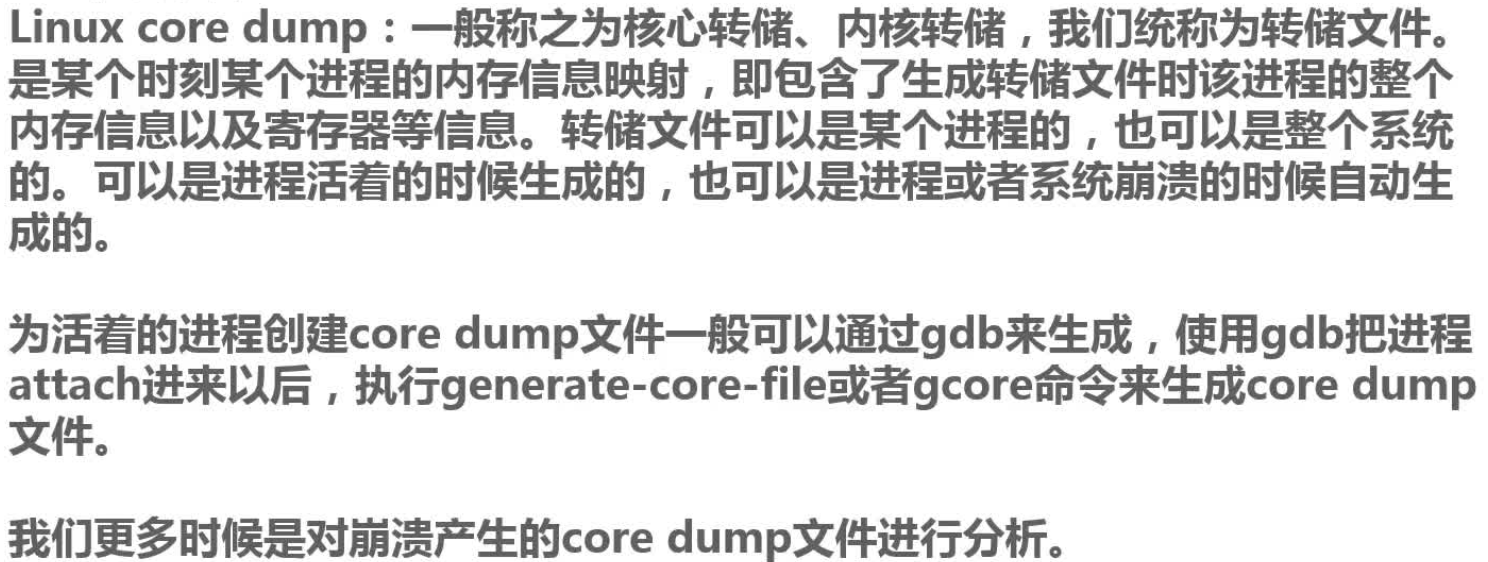 Linux core dump：一般称之为核心转储、内核转储，我们统称为转储文件。
是某个时刻某个进程的内存信息映射，即包含了生成转储文件时该进程的整个
内存信息以及寄存器等信息。转储文件可以是某个进程的，也可以是整个系统
的。可以是进程活着的时候生成的，也可以是进程或者系统崩溃的时候自动生
成的。
为活着的进程创建core dump文件一般可以通过gdb来生成，使用gdb把进程
attach进来以后，执行generate-core-file或者gcore命令来生成core dump
文件。
我们更多时候是对崩溃产生的core dump文件进行分析。